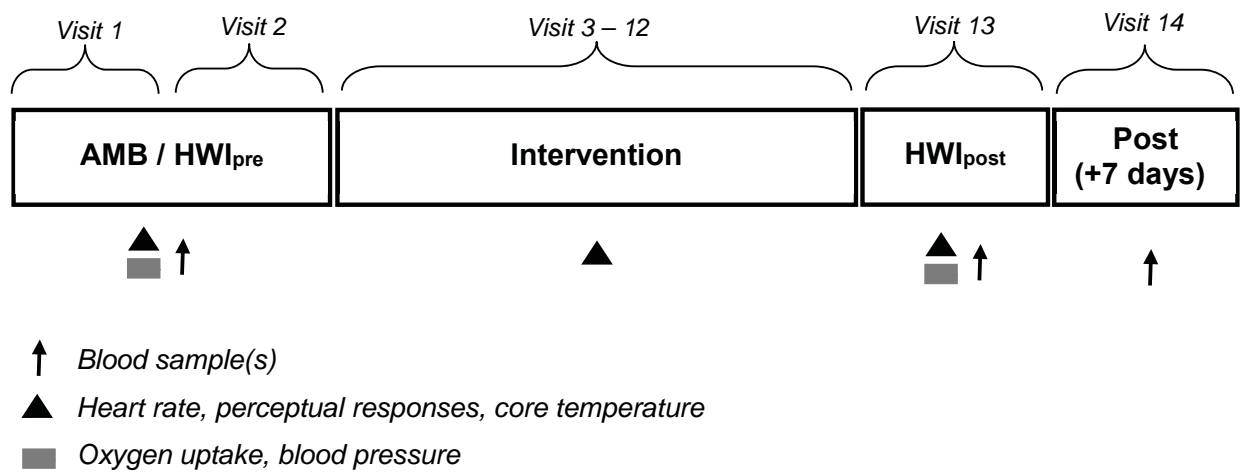 Visit 1 Visit 2 Visit 3 – 12 Visit 13 Visit 14
AMB / HWIpre Intervention HWIpost Post
(+7 days)
Blood sample(s)
Heart rate, perceptual responses, core temperature
Oxygen uptake, blood pressure